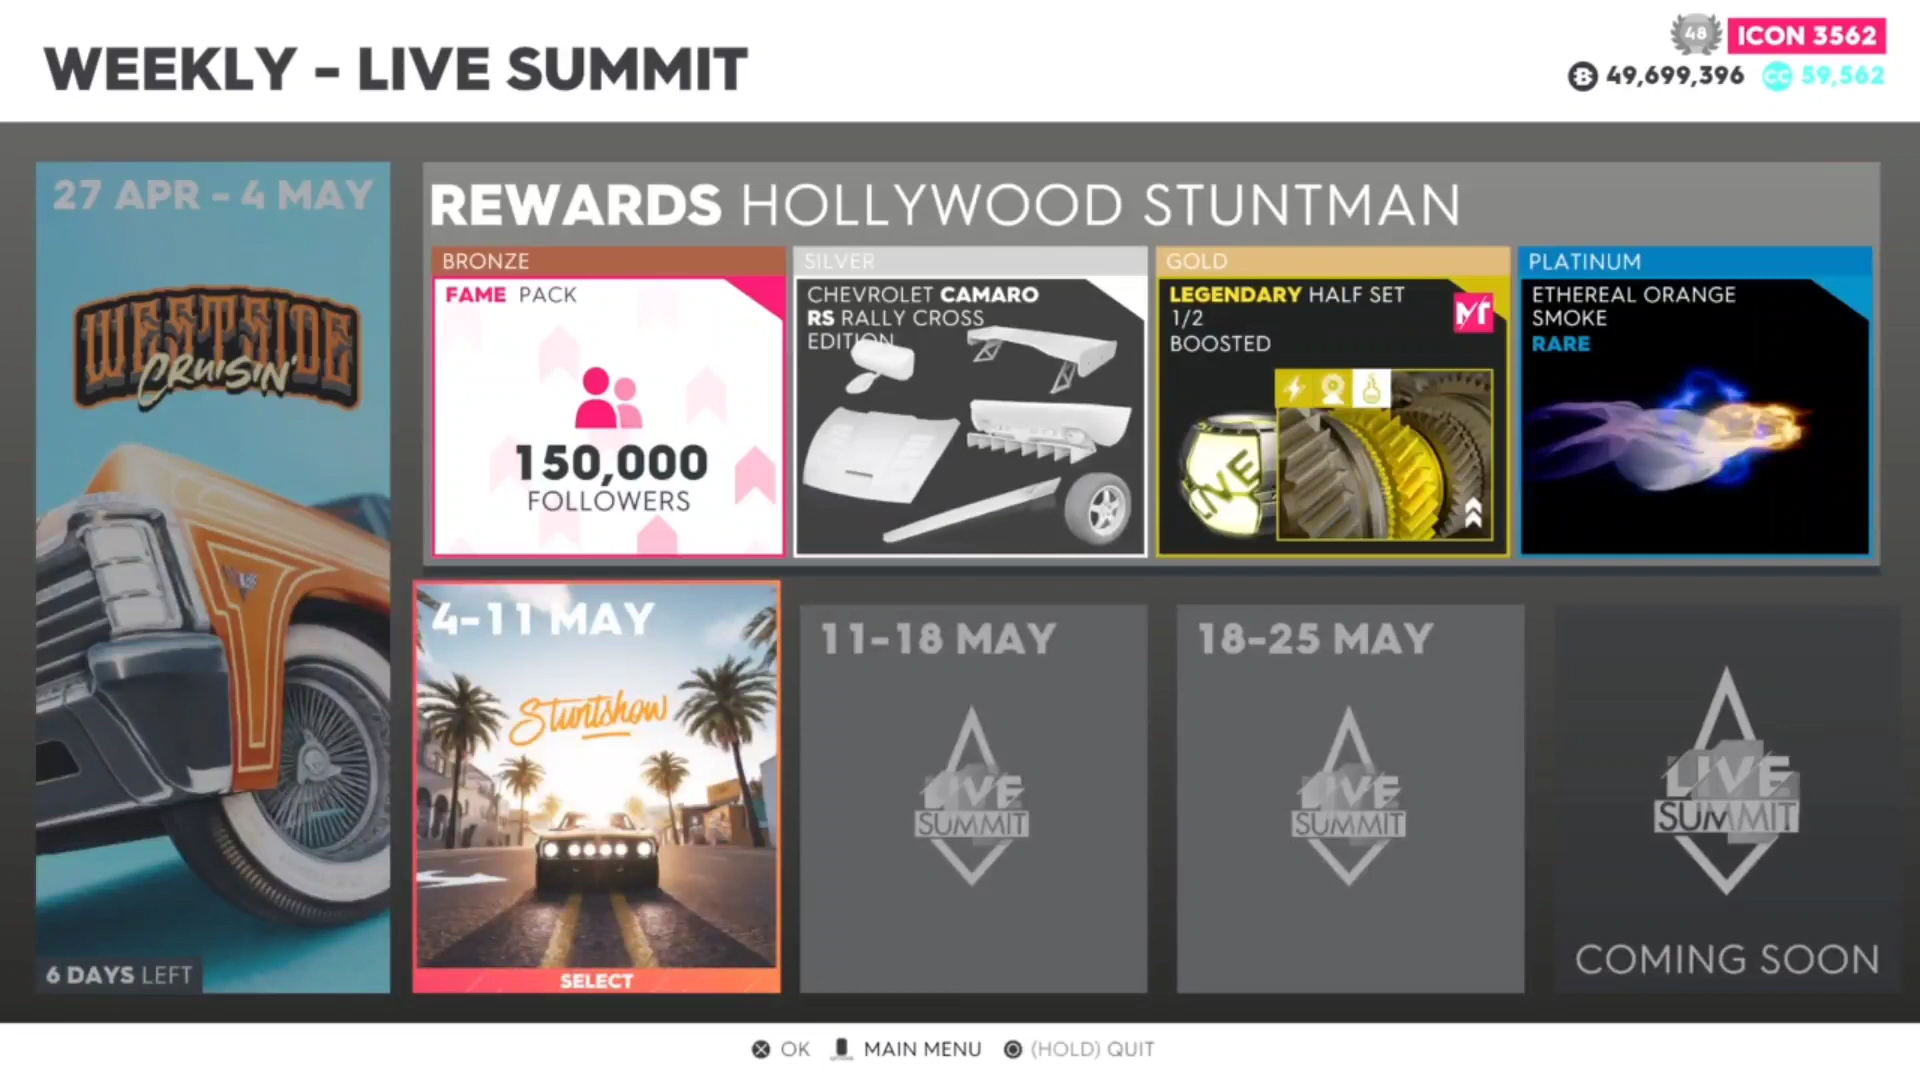 WEEKLY - LIVE SUMMIT
48
ICON 3562
B 49,699,396 CC 59,562
27 APR - 4 MAY
WESTSIDE
CRUISIN'
6 DAYS LEFT
REWARDS HOLLYWOOD STUNTMAN
BRONZE
FAME PACK
150,000
FOLLOWERS
SILVER
CHEVROLET CAMARO
RS RALLY CROSS
EDITION
GOLD
LEGENDARY HALF SET
1/2
BOOSTED
LIVE
PLATINUM
ETHEREAL ORANGE
SMOKE
RARE
4-11 MAY
Stuntshow
SELECT
11-18 MAY
LIVE
SUMMIT
18-25 MAY
LIVE
SUMMIT
LIVE
SUMMIT
COMING SOON
OK MAIN MENU (HOLD) QUIT